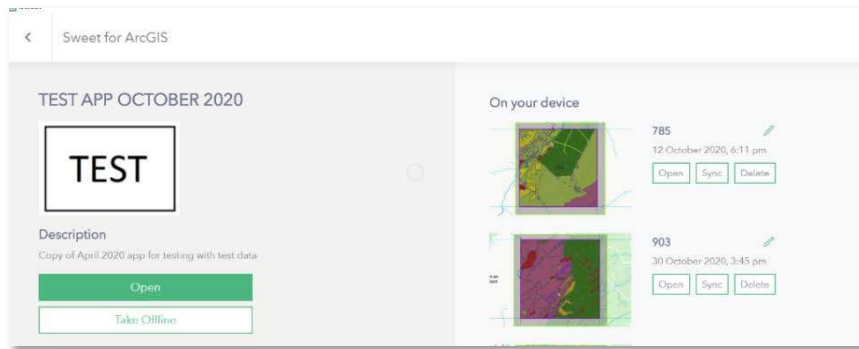 Sweet for ArcGIS
TEST APP OCTOBER 2020
TEST
Description
Copy of April 2020 app for testing with test data
Open
Take Offline
On your device
785
12 October 2020, 6:11 pm
Open Sync Delete
903
30 October 2020, 3:45 pm
Open Sync Delete